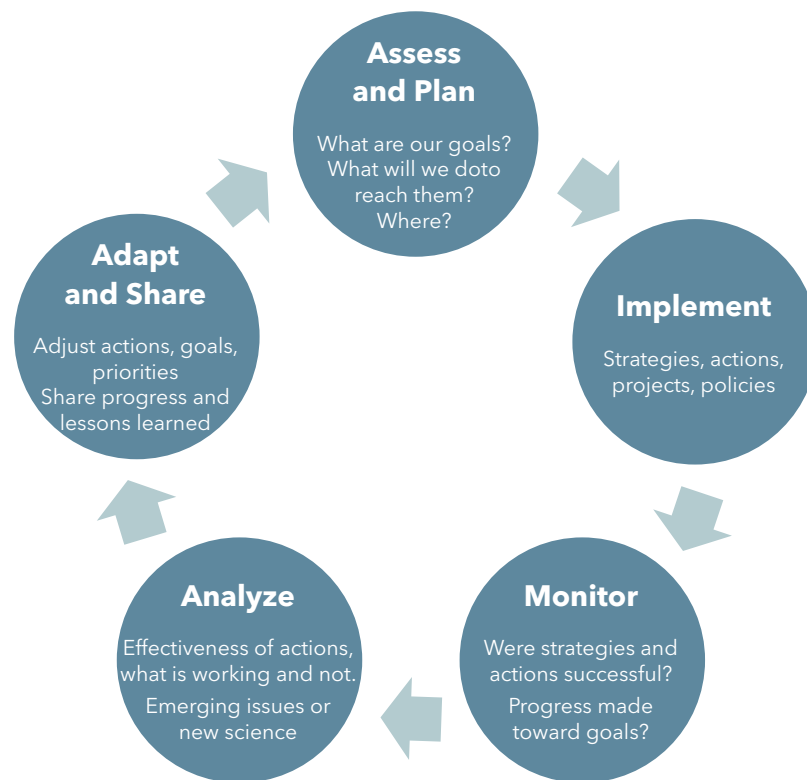 Assess
and Plan
What are our goals?
What will we doto
reach them?
Where?
Implement
Strategies, actions,
projects, policies
Monitor
Were strategies and
actions successful?
Progress made
toward goals?
Analyze
Effectiveness of actions,
what is working and not.
Emerging issues or
new science
Adapt
and Share
Adjust actions, goals,
priorities
Share progress and
lessons learned